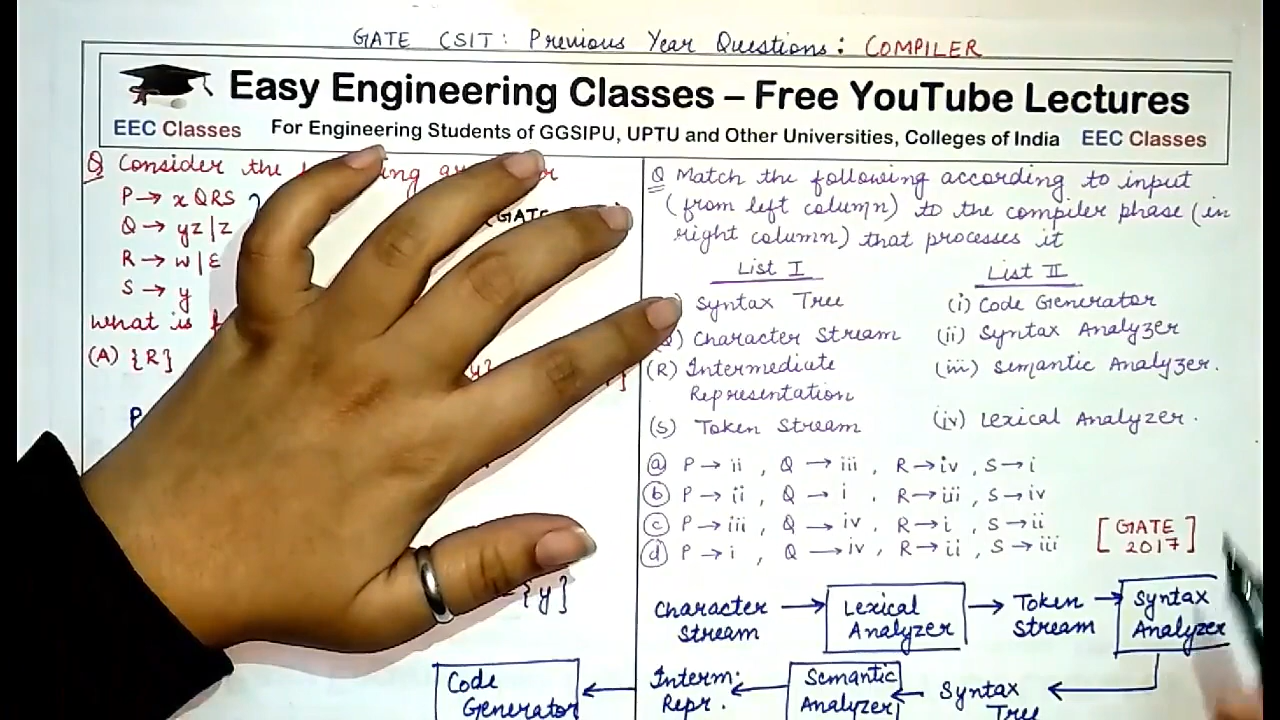 GATE CSIT: Previous Year Questions: COMPILER
Easy Engineering Classes – Free YouTube Lectures
EEC Classes For Engineering Students of GGSIPU, UPTU and Other Universities, Colleges of India EEC Classes
Q Consider the
P → x QRS
(GATE
Q → yz|z
R → w|ε
S → y
What is
(A) {R}
P
{y}
Code
Generator
Q Match the following according to input
(from left column) to the compiler phase (in
right column) that processes it
List I List II
Syntax Tree (i) Code Generator
Character Stream (ii) Syntax Analyzer
(R) Intermediate (iii) Semantic Analyzer.
Representation
(S) Token Stream (iv) Lexical Analyzer.
(a) P → ii , Q → iii , R → iv , S → i
(b) P → ii , Q → i , R → iii , S → iv
(c) P → iii , Q → iv , R → i , S → ii
(d) P → i , Q → iv , R → ii , S → iii
[GATE
2017]
Character → Lexical → Token → Syntax
Stream Analyzer Stream Analyzer
Interm. ← Semantic ← Syntax ←
Repr. Analyzer Tree